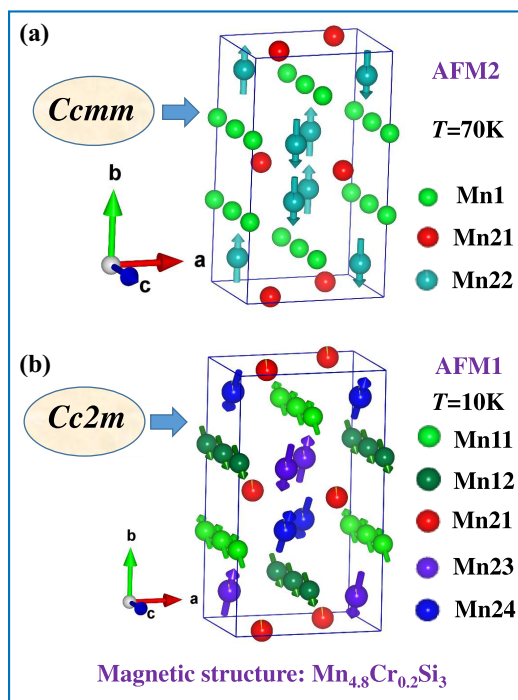 (a)
AFM2
Ccmm
T=70K
b
a
c
Mn1
Mn21
Mn22
(b)
AFM1
T=10K
Cc2m
Mn11
Mn12
Mn21
Mn23
Mn24
b
a
c
Magnetic structure: Mn4.8Cr0.2Si3